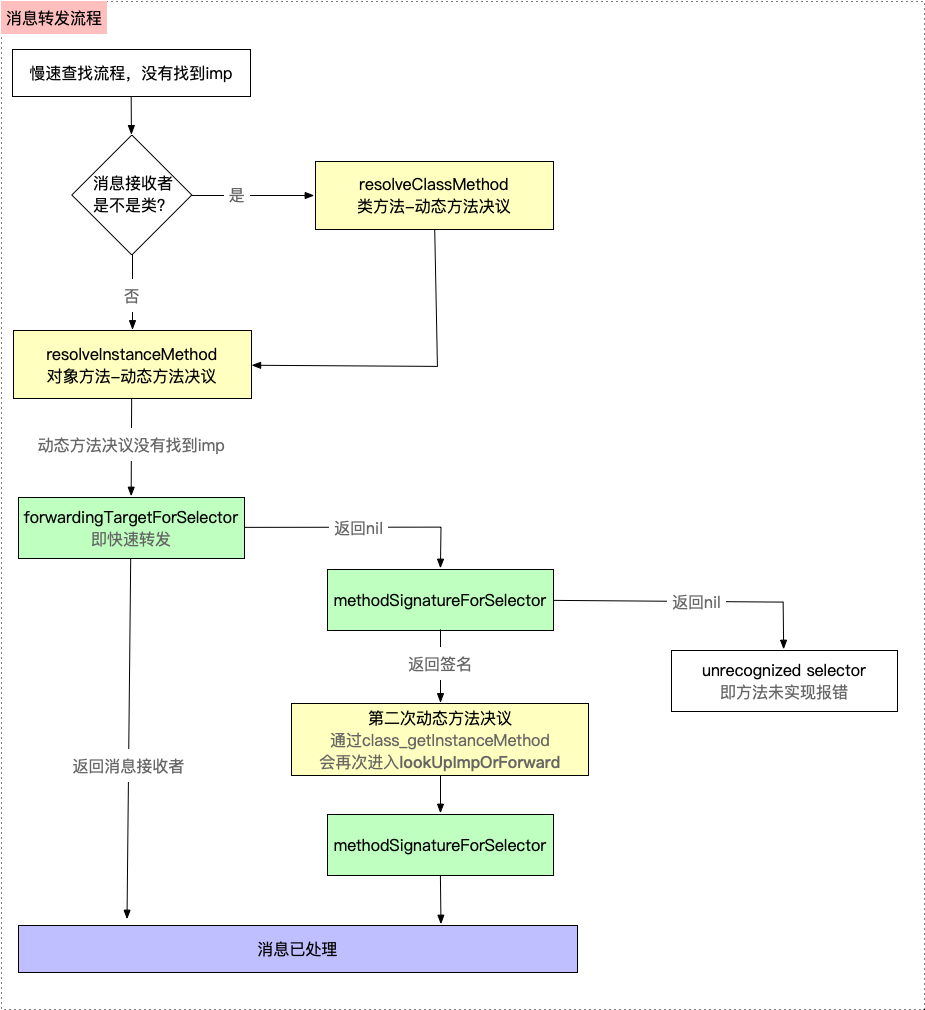 消息转发流程
慢速查找流程，没有找到imp
消息接收者
是不是类?
是
resolveClassMethod
类方法-动态方法决议
否
resolveInstanceMethod
对象方法-动态方法决议
动态方法决议没有找到imp
forwardingTargetForSelector
即快速转发
返回nil
methodSignatureForSelector
返回nil
unrecognized selector
即方法未实现报错
返回签名
第二次动态方法决议
通过class_getInstanceMethod
会再次进入lookUpImpOrForward
返回消息接收者
methodSignatureForSelector
消息已处理